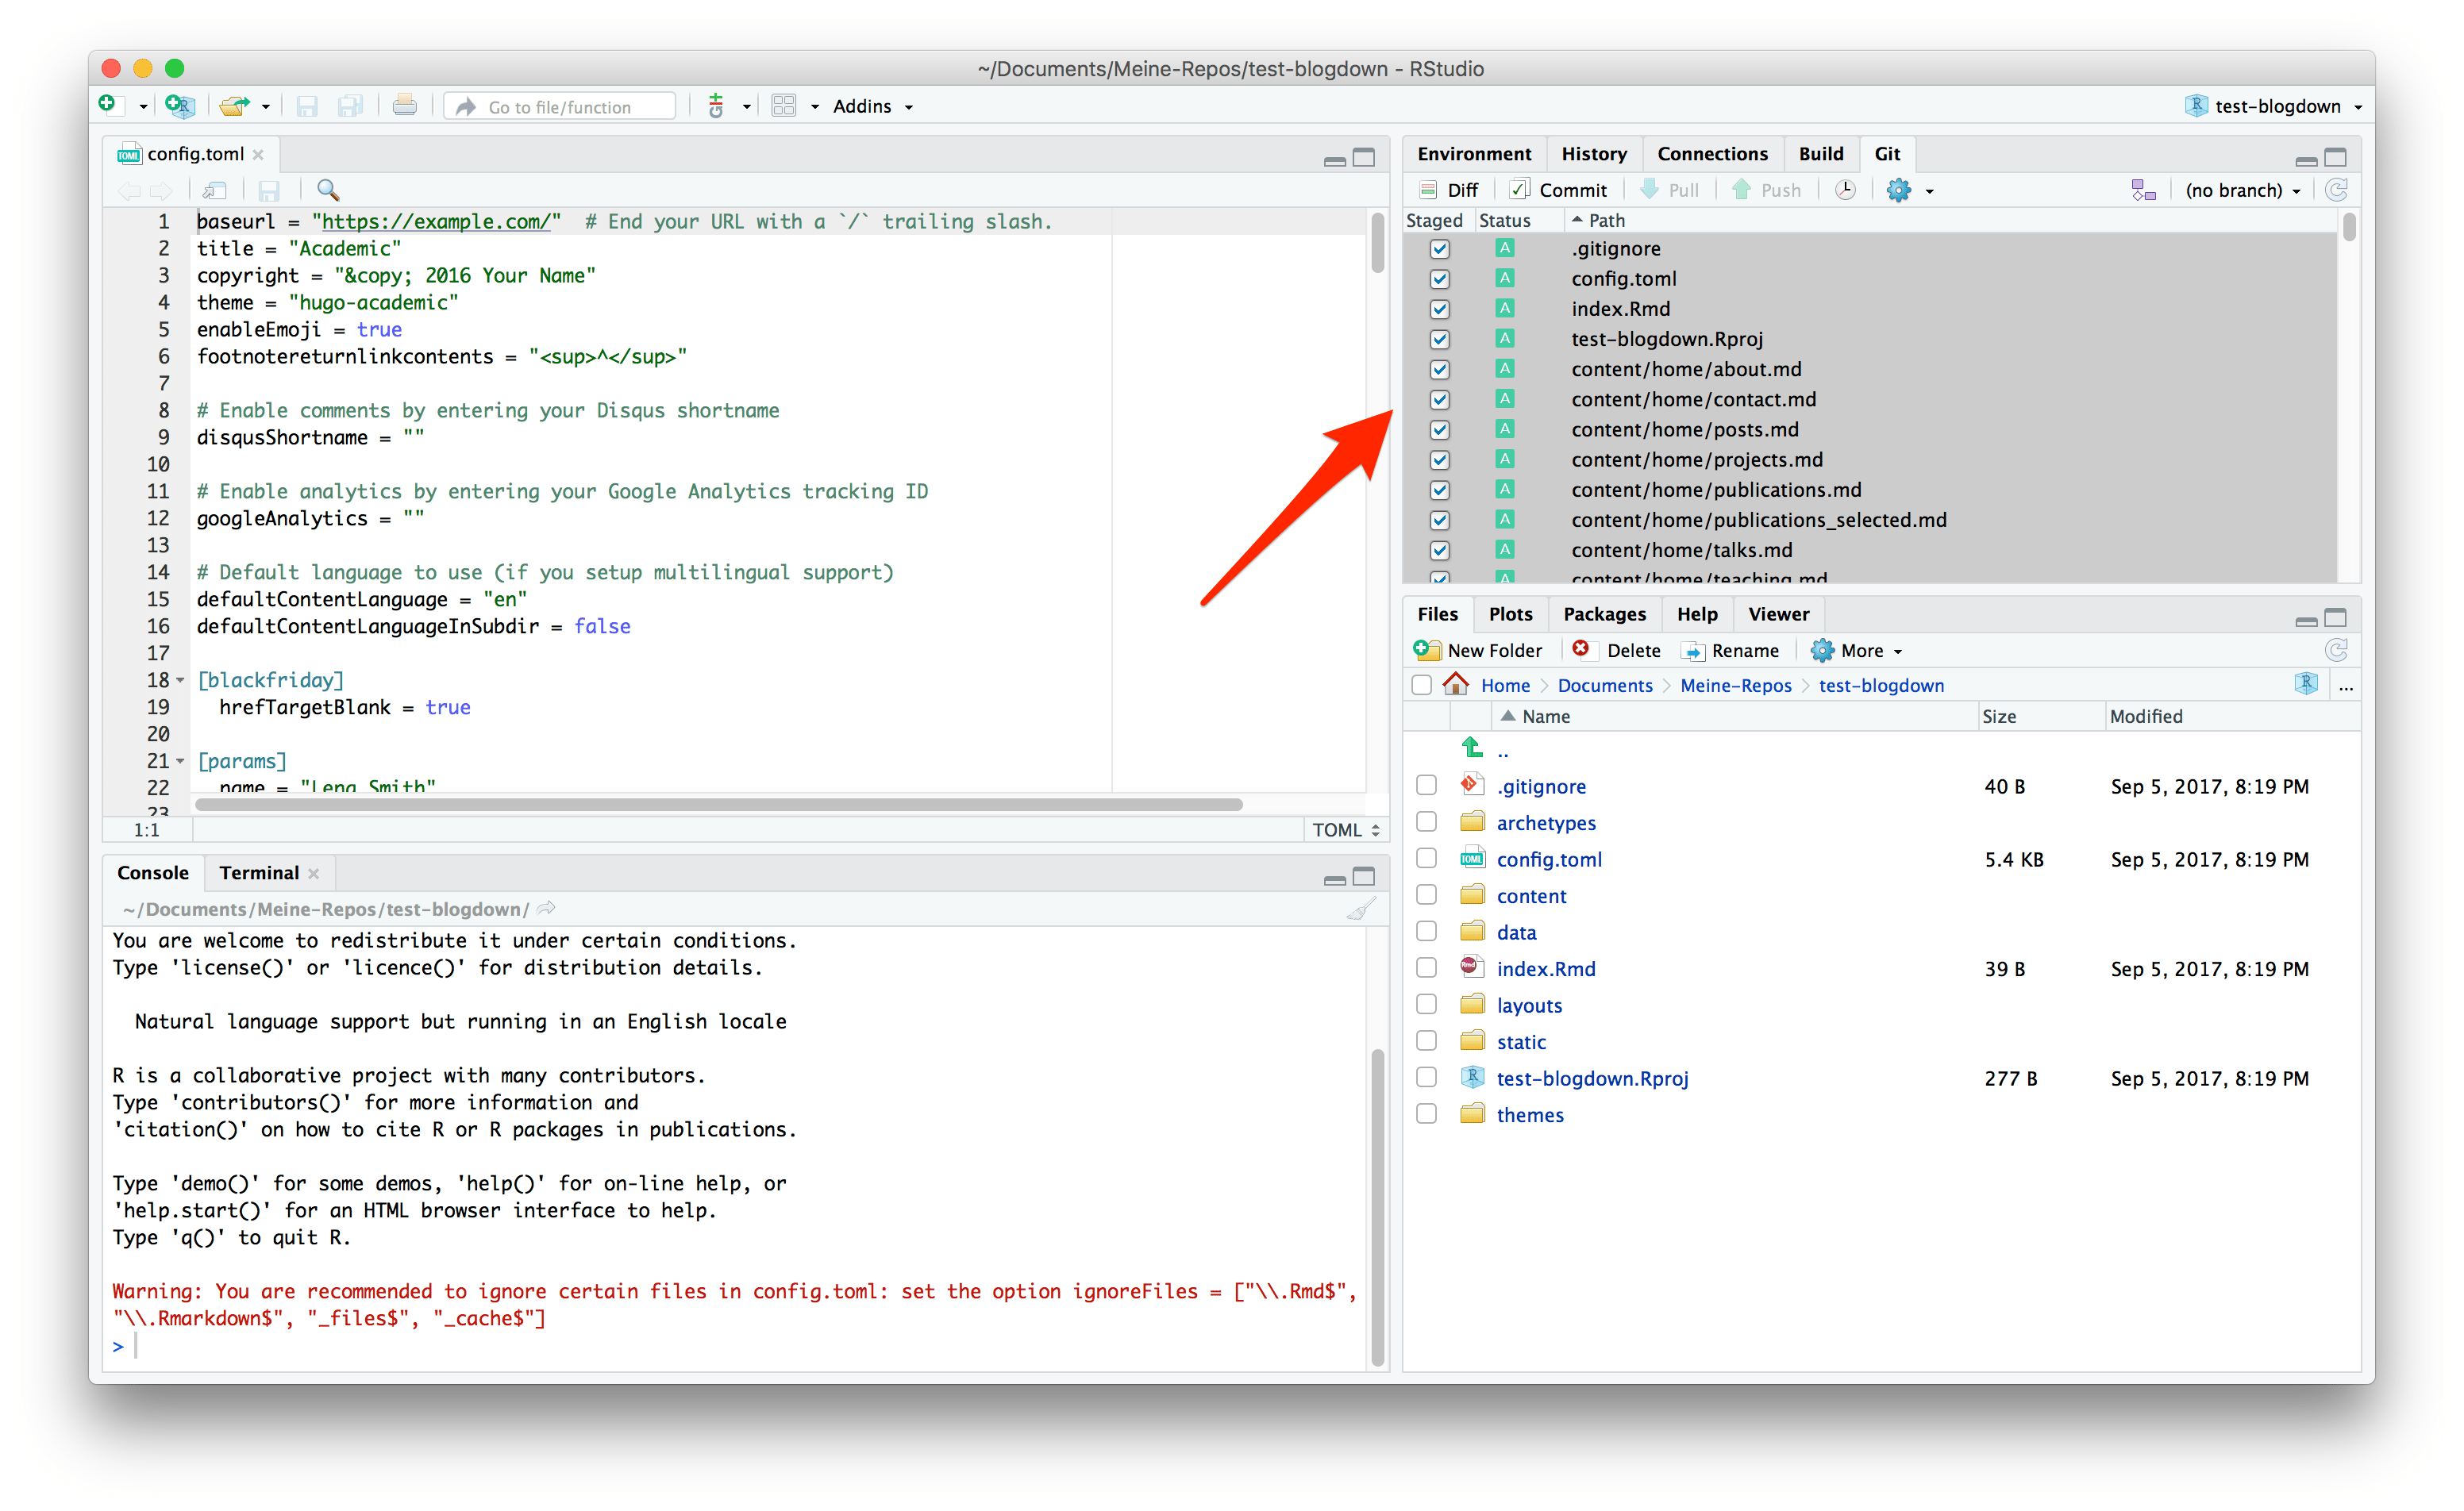 ~/Documents/Meine-Repos/test-blogdown - RStudio
Go to file/function
Addins
test-blogdown
config.toml
1 baseurl = "https://example.com/"  # End your URL with a `/` trailing slash.
2 title = "Academic"
3 copyright = "&copy; 2016 Your Name"
4 theme = "hugo-academic"
5 enableEmoji = true
6 footnotereturnlinkcontents = "<sup>^</sup>"
7
8 # Enable comments by entering your Disqus shortname
9 disqusShortname = ""
10
11 # Enable analytics by entering your Google Analytics tracking ID
12 googleAnalytics = ""
13
14 # Default language to use (if you setup multilingual support)
15 defaultContentLanguage = "en"
16 defaultContentLanguageInSubdir = false
17
18 [blackfriday]
19   hrefTargetBlank = true
20
21 [params]
22   name = "Lena Smith"
23
1:1 TOML
Console Terminal
~/Documents/Meine-Repos/test-blogdown/
You are welcome to redistribute it under certain conditions.
Type 'license()' or 'licence()' for distribution details.
Natural language support but running in an English locale
R is a collaborative project with many contributors.
Type 'contributors()' for more information and
'citation()' on how to cite R or R packages in publications.
Type 'demo()' for some demos, 'help()' for on-line help, or
'help.start()' for an HTML browser interface to help.
Type 'q()' to quit R.
Warning: You are recommended to ignore certain files in config.toml: set the option ignoreFiles = ["\\.Rmd$",
"\\.Rmarkdown$", "_files$", "_cache$"]
>
Environment History Connections Build Git
Diff Commit Pull Push (no branch)
Staged Status Path
A .gitignore
A config.toml
A index.Rmd
A test-blogdown.Rproj
A content/home/about.md
A content/home/contact.md
A content/home/posts.md
A content/home/projects.md
A content/home/publications.md
A content/home/publications_selected.md
A content/home/talks.md
A content/home/teaching.md
Files Plots Packages Help Viewer
New Folder Delete Rename More
Home Documents Meine-Repos test-blogdown ...
Name Size Modified
..
.gitignore 40 B Sep 5, 2017, 8:19 PM
archetypes
TOML config.toml 5.4 KB Sep 5, 2017, 8:19 PM
content
data
Rmd index.Rmd 39 B Sep 5, 2017, 8:19 PM
layouts
static
test-blogdown.Rproj 277 B Sep 5, 2017, 8:19 PM
themes